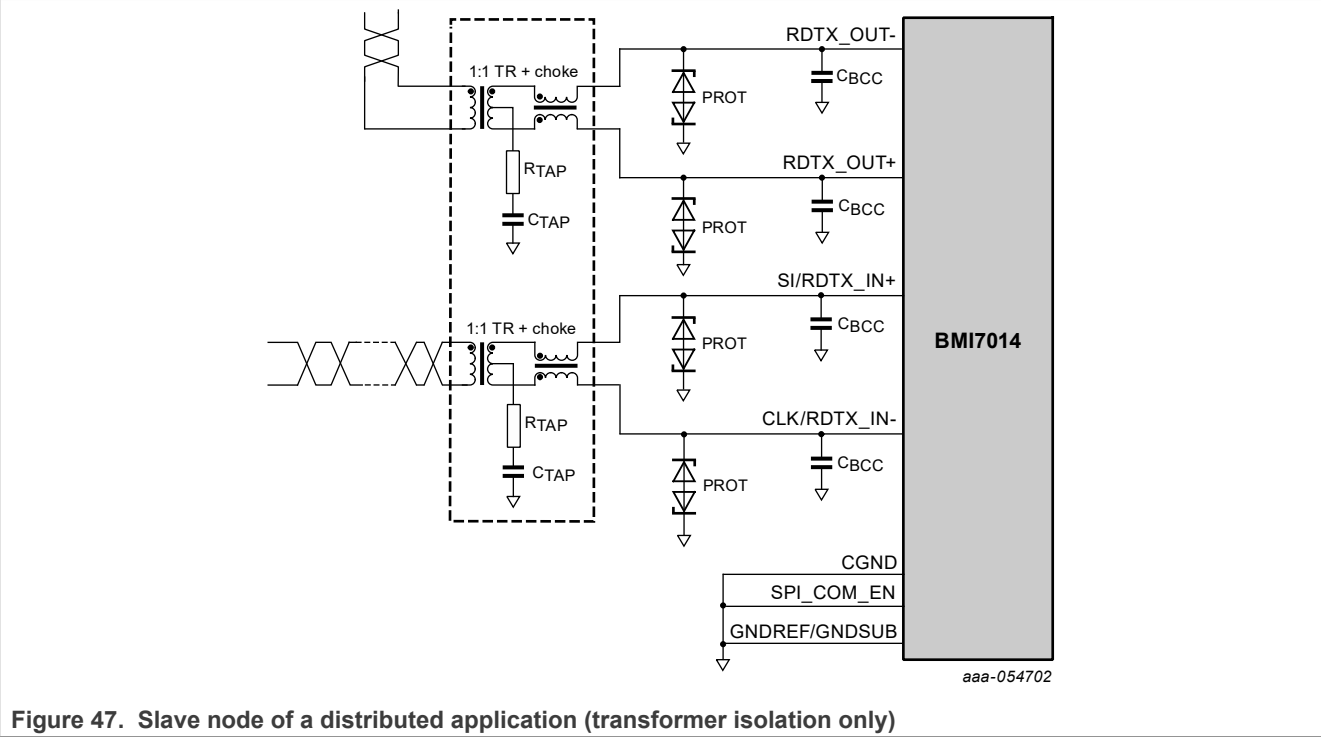 RDTX_OUT-
1:1 TR + choke
PROT
CBCC
RTAP
CTAP
RDTX_OUT+
PROT
CBCC
SI/RDTX_IN+
1:1 TR + choke
PROT
CBCC
BMI7014
RTAP
CTAP
CLK/RDTX_IN-
PROT
CBCC
CGND
SPI_COM_EN
GNDREF/GNDSUB
aaa-054702
Figure 47. Slave node of a distributed application (transformer isolation only)